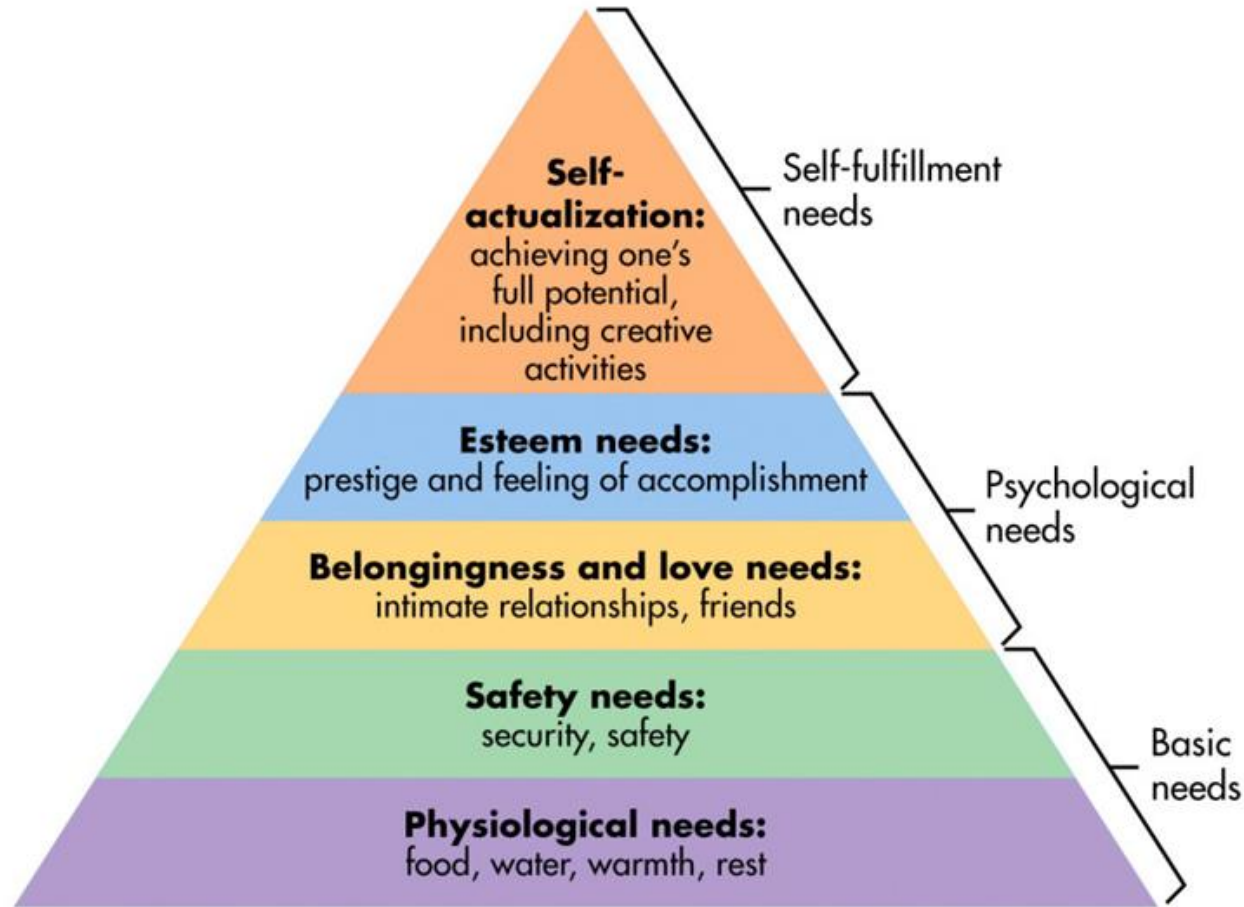 Self-
actualization:
achieving one's
full potential,
including creative
activities
Self-fulfillment
needs
Esteem needs:
prestige and feeling of accomplishment
Belongingness and love needs:
intimate relationships, friends
Psychological
needs
Safety needs:
security, safety
Physiological needs:
food, water, warmth, rest
Basic
needs